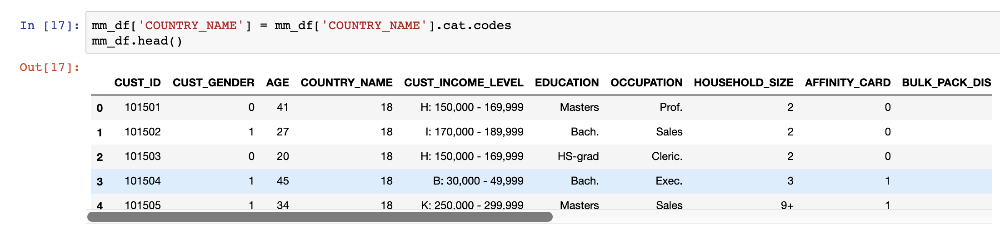 In [17]: mm_df['COUNTRY_NAME'] = mm_df['COUNTRY_NAME'].cat.codes
mm_df.head()
Out[17]:
CUST_ID CUST_GENDER AGE COUNTRY_NAME CUST_INCOME_LEVEL EDUCATION OCCUPATION HOUSEHOLD_SIZE AFFINITY_CARD BULK_PACK_DIS
0 101501 0 41 18 H: 150,000 - 169,999 Masters Prof. 2 0
1 101502 1 27 18 I: 170,000 - 189,999 Bach. Sales 2 0
2 101503 0 20 18 H: 150,000 - 169,999 HS-grad Cleric. 2 0
3 101504 1 45 18 B: 30,000 - 49,999 Bach. Exec. 3 1
4 101505 1 34 18 K: 250,000 - 299,999 Masters Sales 9+ 1